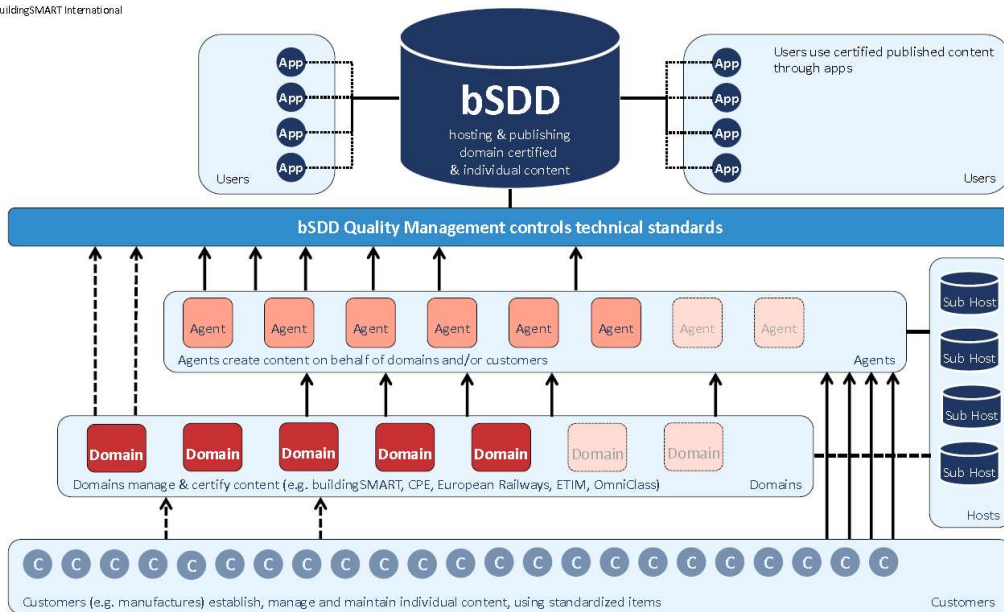 uildingSMART International
App
App
App
App
Users
bSDD
hosting & publishing
domain certified
& individual content
App
App
App
App
Users use certified published content
through apps
Users
bSDD Quality Management controls technical standards
Agent
Agent
Agent
Agent
Agent
Agent
Agent
Agent
Agents create content on behalf of domains and/or customers
Agents
Sub Host
Sub Host
Sub Host
Sub Host
Hosts
Domain
Domain
Domain
Domain
Domain
Domain
Domain
Domains manage & certify content (e.g. buildingSMART, CPE, European Railways, ETIM, OmniClass)
Domains
C C C C C C C C C C C C C C C C C C C C C C C
Customers (e.g. manufactures) establish, manage and maintain individual content, using standardized items
Customers